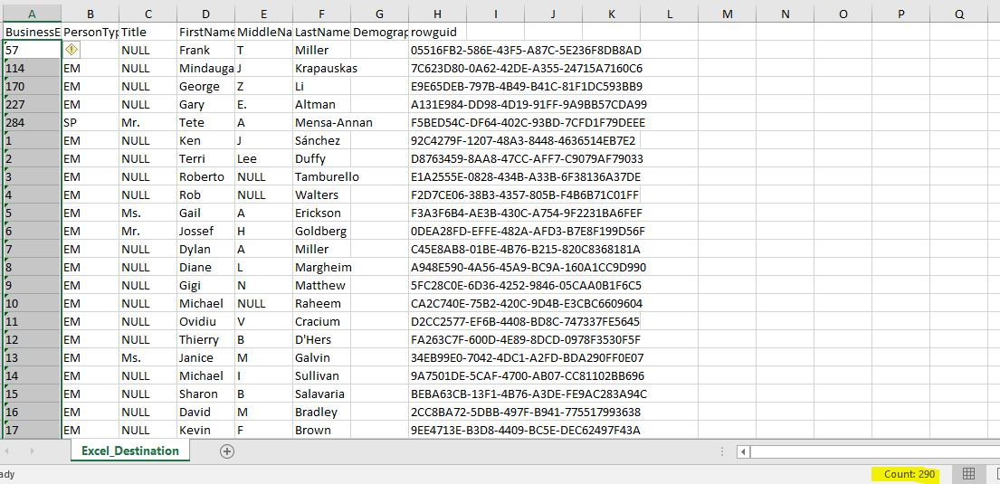 A B C D E F G H I J K L M N O P Q
BusinessE PersonTyp Title FirstName MiddleNa LastName Demograp rowguid
57 NULL Frank T Miller 05516FB2-586E-43F5-A87C-5E236F8DB8AD
114 EM NULL Mindauga J Krapauskas 7C623D80-0A62-42DE-A355-24715A7160C6
170 EM NULL George Z Li E9E65DEB-797B-4B49-B41C-81F1DC593BB9
227 EM NULL Gary E. Altman A131E984-DD98-4D19-91FF-9A9BB57CDA99
284 SP Mr. Tete A Mensa-Annan F5BED54C-DF64-402C-93BD-7CFD1F79DEEE
1 EM NULL Ken J Sánchez 92C4279F-1207-48A3-8448-4636514EB7E2
2 EM NULL Terri Lee Duffy D8763459-8AA8-47CC-AFF7-C9079AF79033
3 EM NULL Roberto NULL Tamburello E1A2555E-0828-434B-A33B-6F38136A37DE
4 EM NULL Rob NULL Walters F2D7CE06-38B3-4357-805B-F4B6B71C01FF
5 EM Ms. Gail A Erickson F3A3F6B4-AE3B-430C-A754-9F2231BA6FEF
6 EM Mr. Jossef H Goldberg 0DEA28FD-EFFE-482A-AFD3-B7E8F199D56F
7 EM NULL Dylan A Miller C45E8AB8-01BE-4B76-B215-820C8368181A
8 EM NULL Diane L Margheim A948E590-4A56-45A9-BC9A-160A1CC9D990
9 EM NULL Gigi N Matthew 5FC28C0E-6D36-4252-9846-05CAA0B1F6C5
10 EM NULL Michael NULL Raheem CA2C740E-75B2-420C-9D4B-E3CBC6609604
11 EM NULL Ovidiu V Cracium D2CC2577-EF6B-4408-BD8C-747337FE5645
12 EM NULL Thierry B D'Hers FA263C7F-600D-4E89-8DCD-0978F3530F5F
13 EM Ms. Janice M Galvin 34EB99E0-7042-4DC1-A2FD-BDA290FF0E07
14 EM NULL Michael I Sullivan 9A7501DE-5CAF-4700-AB07-CC81102BB696
15 EM NULL Sharon B Salavaria BEBA63CB-13F1-4B76-A3DE-FE9AC283A94C
16 EM NULL David M Bradley 2CC8BA72-5DBB-497F-B941-775517993638
17 EM NULL Kevin F Brown 9EE4713E-B3D8-4409-BC5E-DEC62497F43A
Excel_Destination
ady Count: 290